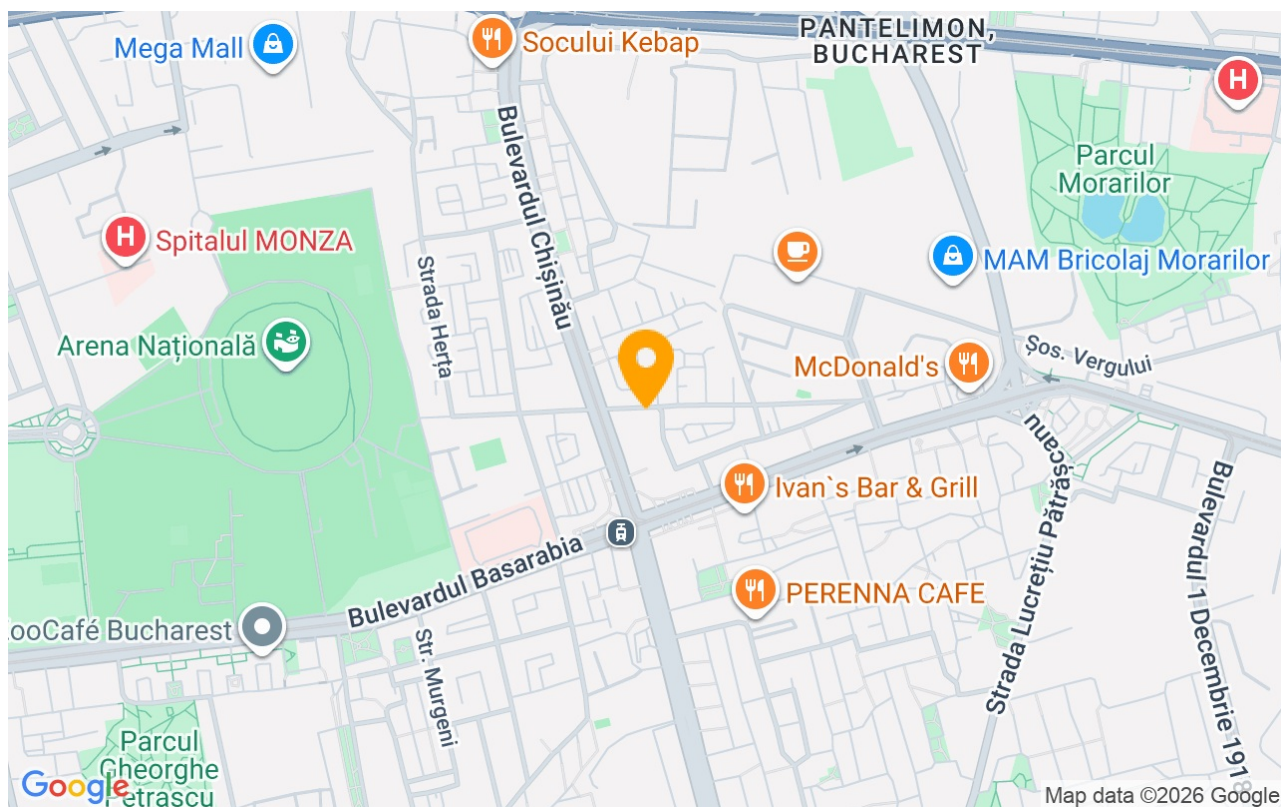 PANTELIMON,
BUCHAREST
Mega Mall
Socului Kebap
H
Bulevardul Chișinău
Parcul
Morarilor
H
Spitalul MONZA
MAM Bricolaj Morarilor
Strada Herța
Arena Națională
McDonald's
Șos. Vergului
Ivan`s Bar & Grill
Strada Lucrețiu Pătrășcanu
Bulevardul 1 Decembrie 1918
Bulevardul Basarabia
PERENNA CAFE
ooCafé Bucharest
Str. Murgeni
Parcul
Gheorghe
Petrascu
Google
Map data ©2026 Google